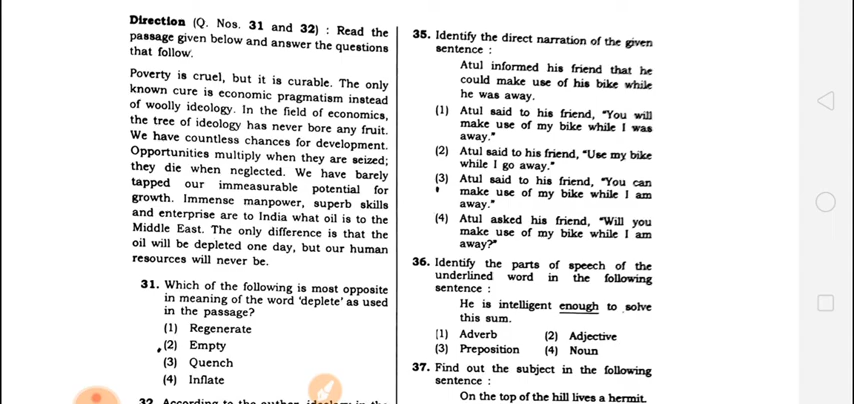 Direction (Q. Nos. 31 and 32) : Read the
passage given below and answer the questions
that follow.
Poverty is cruel, but it is curable. The only
known cure is economic pragmatism instead
of woolly ideology. In the field of economics,
the tree of ideology has never bore any fruit.
We have countless chances for development.
Opportunities multiply when they are seized;
they die when neglected. We have barely
tapped our immeasurable potential for
growth. Immense manpower, superb skills
and enterprise are to India what oil is to the
Middle East. The only difference is that the
oil will be depleted one day, but our human
resources will never be.
31. Which of the following is most opposite
in meaning of the word 'deplete' as used
in the passage?
(1) Regenerate
(2) Empty
(3) Quench
(4) Inflate
32. According to the author, ideology in the
35. Identify the direct narration of the given
sentence :
Atul informed his friend that he
could make use of his bike while
he was away.
(1) Atul said to his friend, "You will
make use of my bike while I was
away."
(2) Atul said to his friend, "Use my bike
while I go away."
(3) Atul said to his friend, "You can
make use of my bike while I am
away."
(4) Atul asked his friend, "Will you
make use of my bike while I am
away?"
36. Identify the parts of speech of the
underlined word in the following
sentence :
He is intelligent enough to solve
this sum.
(1) Adverb (2) Adjective
(3) Preposition (4) Noun
37. Find out the subject in the following
sentence :
On the top of the hill lives a hermit.